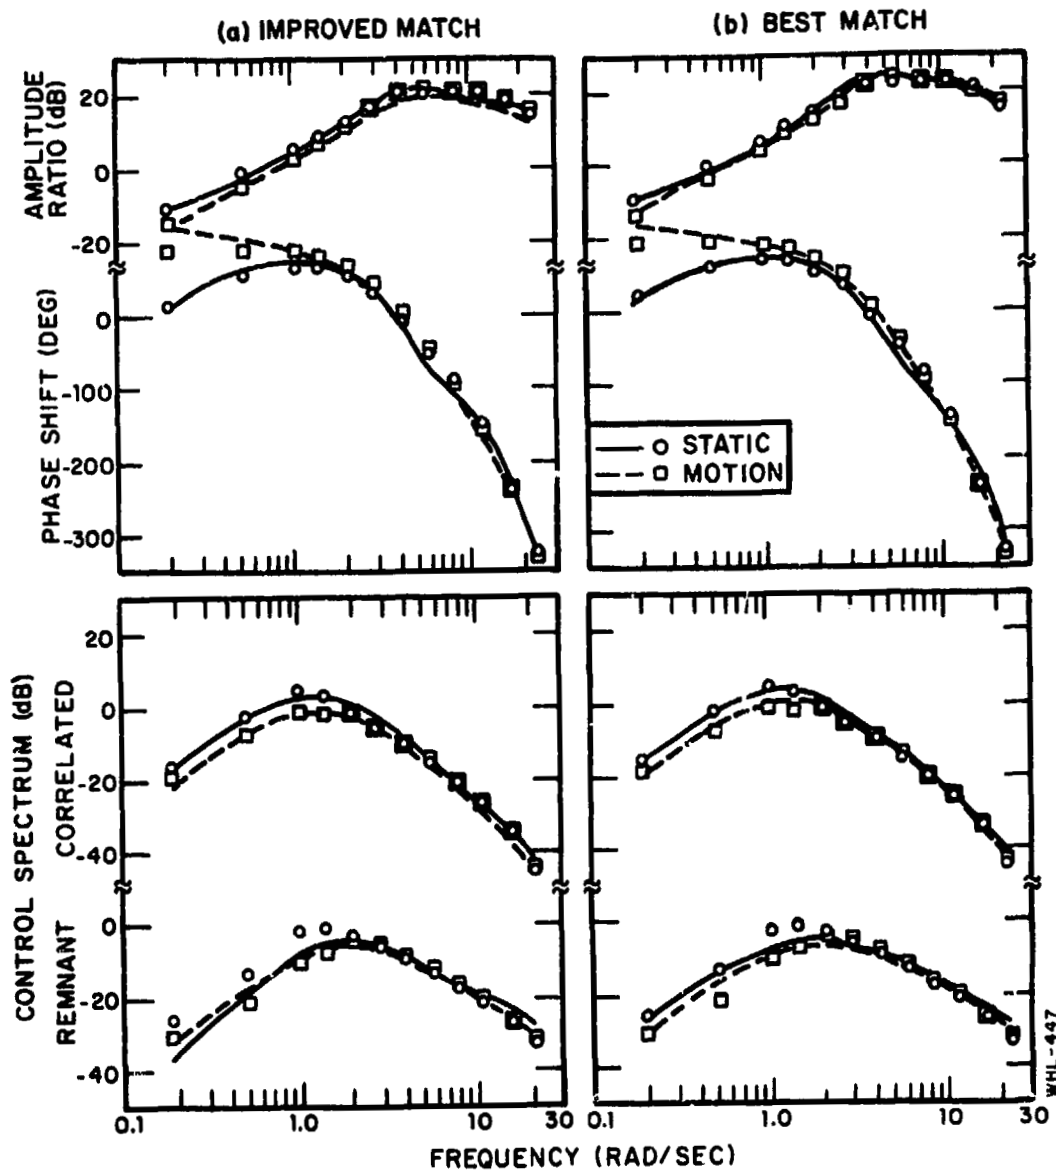 (a) IMPROVED MATCH
(b) BEST MATCH
AMPLITUDE
RATIO (dB)
20
0
-20
PHASE SHIFT (DEG)
0
-100
-200
-300
STATIC
MOTION
CONTROL SPECTRUM (dB)
CORRELATED
20
0
-20
-40
REMNANT
0
-20
-40
0.1
1.0
10
30
0.1
1.0
10
30
FREQUENCY (RAD/SEC)
WHL-447